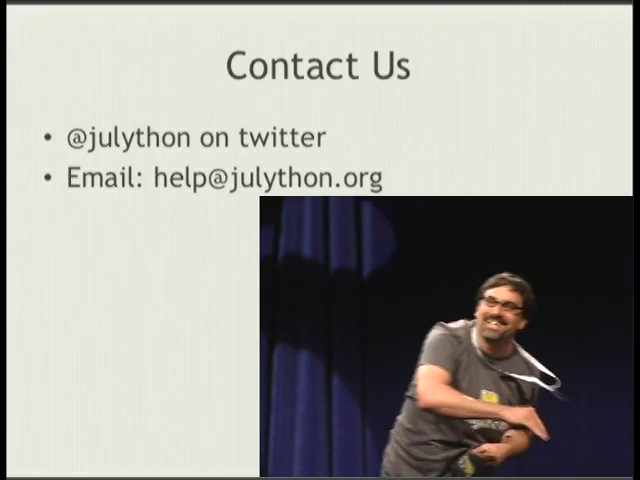 Contact Us
• @julython on twitter
• Email: help@julython.org